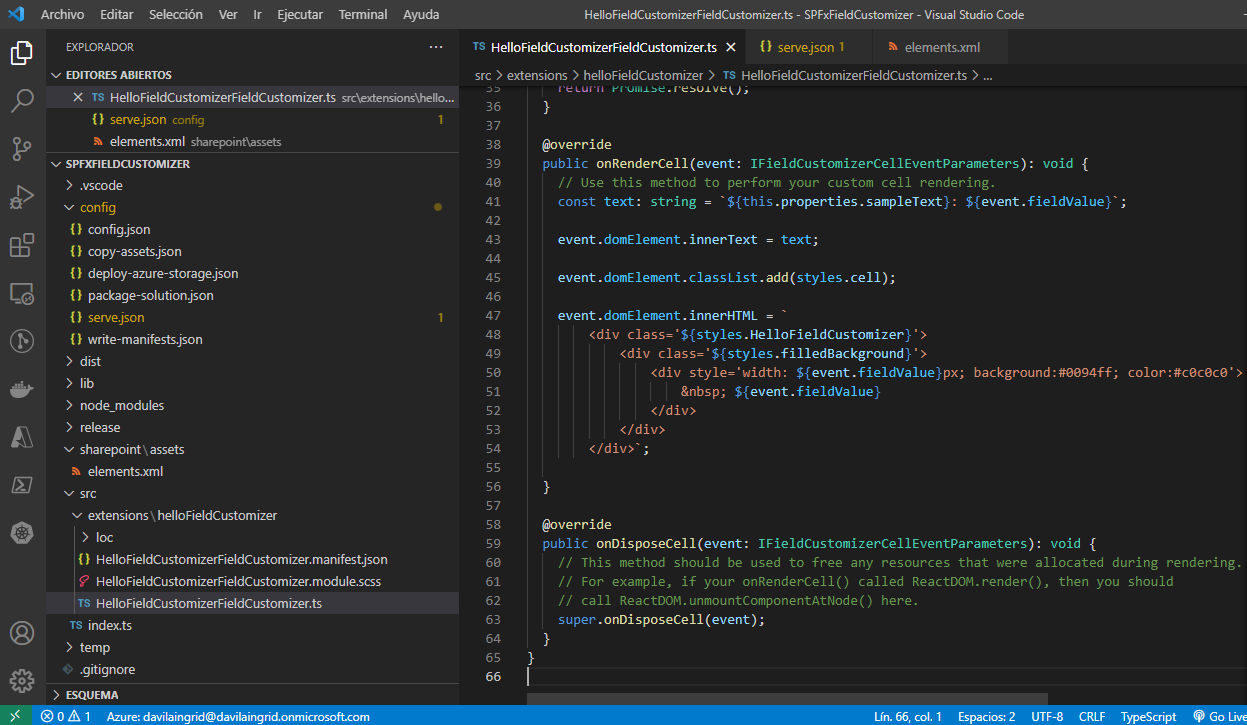 Archivo Editar Selección Ver Ir Ejecutar Terminal Ayuda HelloFieldCustomizerFieldCustomizer.ts - SPFxFieldCustomizer - Visual Studio Code
EXPLORADOR ···
EDITORES ABIERTOS
TS HelloFieldCustomizerFieldCustomizer.ts src\extensions\hello...
{} serve.json config 1
elements.xml sharepoint\assets
SPFXFIELDCUSTOMIZER
.vscode
config
{} config.json
{} copy-assets.json
{} deploy-azure-storage.json
{} package-solution.json
{} serve.json 1
{} write-manifests.json
dist
lib
node_modules
release
sharepoint\assets
elements.xml
src
extensions\helloFieldCustomizer
loc
{} HelloFieldCustomizerFieldCustomizer.manifest.json
HelloFieldCustomizerFieldCustomizer.module.scss
TS HelloFieldCustomizerFieldCustomizer.ts
TS index.ts
temp
.gitignore
ESQUEMA
TS HelloFieldCustomizerFieldCustomizer.ts
{} serve.json 1
elements.xml
src > extensions > helloFieldCustomizer > TS HelloFieldCustomizerFieldCustomizer.ts > ...
35 return Promise.resolve();
36 }
37
38 @override
39 public onRenderCell(event: IFieldCustomizerCellEventParameters): void {
40 // Use this method to perform your custom cell rendering.
41 const text: string = `${this.properties.sampleText}: ${event.fieldValue}`;
42
43 event.domElement.innerText = text;
44
45 event.domElement.classList.add(styles.cell);
46
47 event.domElement.innerHTML = `
48 <div class='${styles.HelloFieldCustomizer}'>
49 <div class='${styles.filledBackground}'>
50 <div style='width: ${event.fieldValue}px; background:#0094ff; color:#c0c0c0'>
51 &nbsp; ${event.fieldValue}
52 </div>
53 </div>
54 </div>`;
55
56 }
57
58 @override
59 public onDisposeCell(event: IFieldCustomizerCellEventParameters): void {
60 // This method should be used to free any resources that were allocated during rendering.
61 // For example, if your onRenderCell() called ReactDOM.render(), then you should
62 // call ReactDOM.unmountComponentAtNode() here.
63 super.onDisposeCell(event);
64 }
65 }
66
0 1 Azure: davilaingrid@davilaingrid.onmicrosoft.com Lín. 66, col. 1 Espacios: 2 UTF-8 CRLF TypeScript Go Live